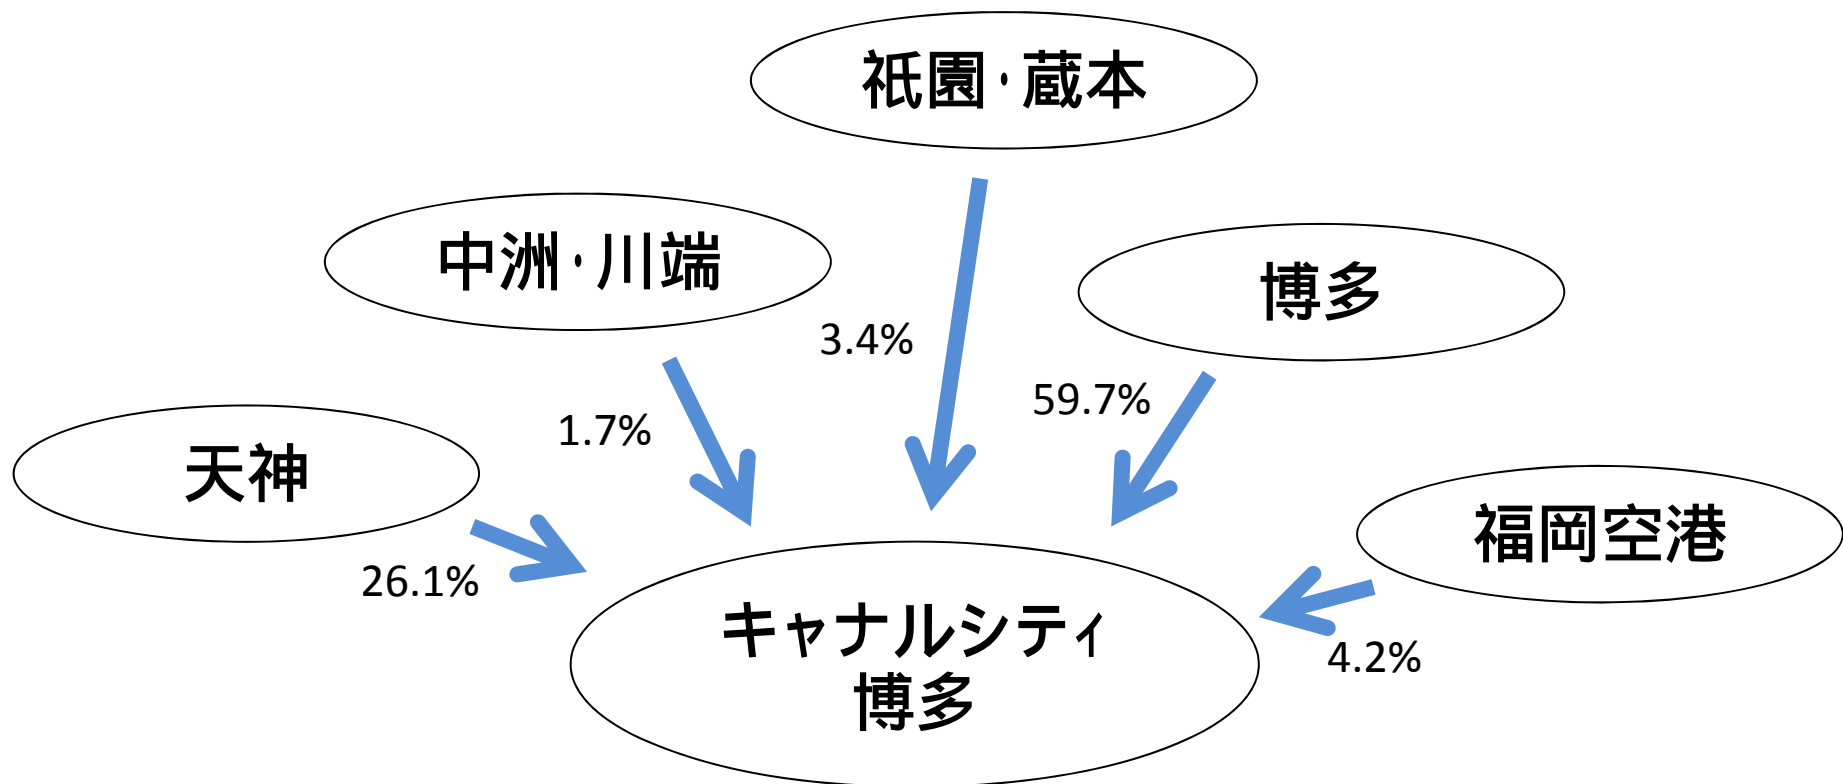 祇園・蔵本
中洲・川端
博多
3.4%
59.7%
1.7%
天神
福岡空港
26.1%
キャナルシティ
博多
4.2%